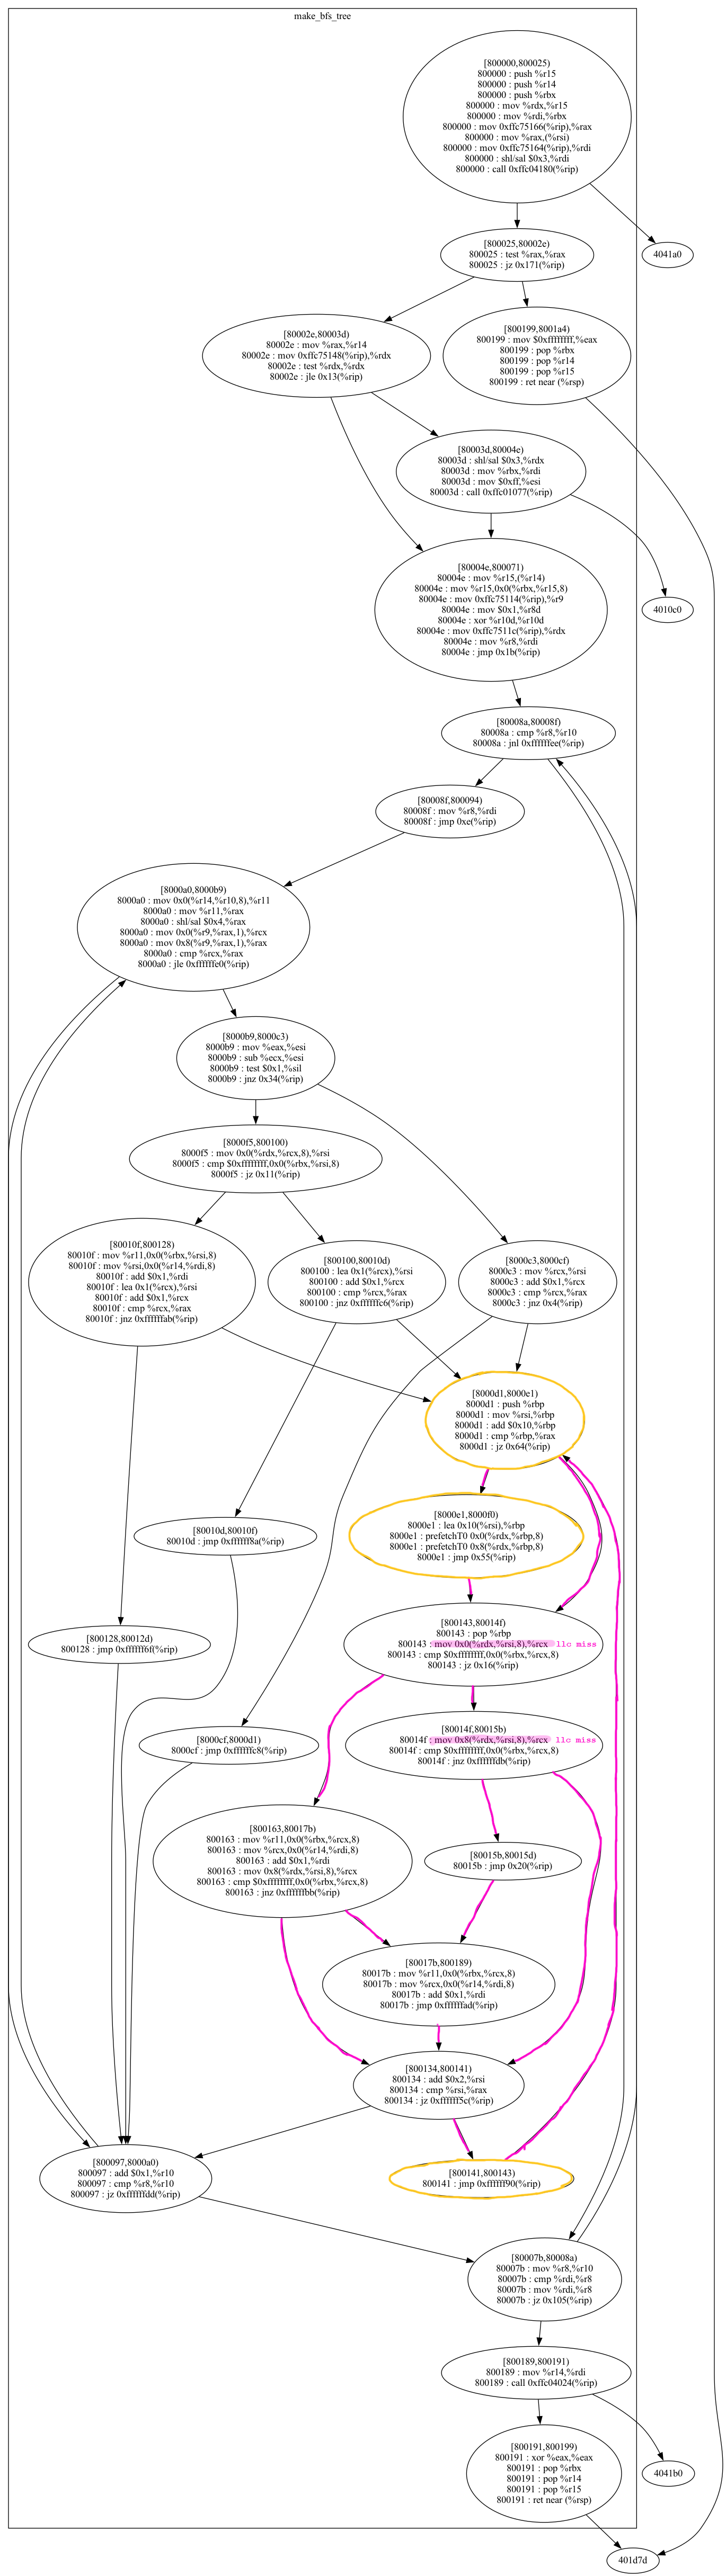 make_bfs_tree
[800000,800025)
800000 : push %r15
800000 : push %r14
800000 : push %rbx
800000 : mov %rdx,%r15
800000 : mov %rdi,%rbx
800000 : mov 0xffc75166(%rip),%rax
800000 : mov %rax,(%rsi)
800000 : mov 0xffc75164(%rip),%rdi
800000 : shl/sal $0x3,%rdi
800000 : call 0xffc04180(%rip)
[800025,80002e)
800025 : test %rax,%rax
800025 : jz 0x171(%rip)
4041a0
[80002e,80003d)
80002e : mov %rax,%r14
80002e : mov 0xffc75148(%rip),%rdx
80002e : test %rdx,%rdx
80002e : jle 0x13(%rip)
[800199,8001a4)
800199 : mov $0xffffffff,%eax
800199 : pop %rbx
800199 : pop %r14
800199 : pop %r15
800199 : ret near (%rsp)
[80003d,80004e)
80003d : shl/sal $0x3,%rdx
80003d : mov %rbx,%rdi
80003d : mov $0xff,%esi
80003d : call 0xffc01077(%rip)
[80004e,800071)
80004e : mov %r15,(%r14)
80004e : mov %r15,0x0(%rbx,%r15,8)
80004e : mov 0xffc75114(%rip),%r9
80004e : mov $0x1,%r8d
80004e : xor %r10d,%r10d
80004e : mov 0xffc7511c(%rip),%rdx
80004e : mov %r8,%rdi
80004e : jmp 0x1b(%rip)
4010c0
[80008a,80008f)
80008a : cmp %r8,%r10
80008a : jnl 0xffffffee(%rip)
[80008f,800094)
80008f : mov %r8,%rdi
80008f : jmp 0xe(%rip)
[8000a0,8000b9)
8000a0 : mov 0x0(%r14,%r10,8),%r11
8000a0 : mov %r11,%rax
8000a0 : shl/sal $0x4,%rax
8000a0 : mov 0x0(%r9,%rax,1),%rcx
8000a0 : mov 0x8(%r9,%rax,1),%rax
8000a0 : cmp %rcx,%rax
8000a0 : jle 0xffffffe0(%rip)
[8000b9,8000c3)
8000b9 : mov %eax,%esi
8000b9 : sub %ecx,%esi
8000b9 : test $0x1,%sil
8000b9 : jnz 0x34(%rip)
[8000f5,800100)
8000f5 : mov 0x0(%rdx,%rcx,8),%rsi
8000f5 : cmp $0xffffffff,0x0(%rbx,%rsi,8)
8000f5 : jz 0x11(%rip)
[80010f,800128)
80010f : mov %r11,0x0(%rbx,%rsi,8)
80010f : mov %rsi,0x0(%r14,%rdi,8)
80010f : add $0x1,%rdi
80010f : lea 0x1(%rcx),%rsi
80010f : add $0x1,%rcx
80010f : cmp %rcx,%rax
80010f : jnz 0xffffffab(%rip)
[800100,80010d)
800100 : lea 0x1(%rcx),%rsi
800100 : add $0x1,%rcx
800100 : cmp %rcx,%rax
800100 : jnz 0xffffffc6(%rip)
[8000c3,8000cf)
8000c3 : mov %rcx,%rsi
8000c3 : add $0x1,%rcx
8000c3 : cmp %rcx,%rax
8000c3 : jnz 0x4(%rip)
[8000d1,8000e1)
8000d1 : push %rbp
8000d1 : mov %rsi,%rbp
8000d1 : add $0x10,%rbp
8000d1 : cmp %rbp,%rax
8000d1 : jz 0x64(%rip)
[8000e1,8000f0)
8000e1 : lea 0x10(%rsi),%rbp
8000e1 : prefetchT0 0x0(%rdx,%rbp,8)
8000e1 : prefetchT0 0x8(%rdx,%rbp,8)
8000e1 : jmp 0x55(%rip)
[80010d,80010f)
80010d : jmp 0xffffff8a(%rip)
[800128,80012d)
800128 : jmp 0xffffff6f(%rip)
[800143,80014f)
800143 : pop %rbp
800143 : mov 0x0(%rdx,%rsi,8),%rcx llc miss
800143 : cmp $0xffffffff,0x0(%rbx,%rcx,8)
800143 : jz 0x16(%rip)
[8000cf,8000d1)
8000cf : jmp 0xffffffc8(%rip)
[80014f,80015b)
80014f : mov 0x8(%rdx,%rsi,8),%rcx llc miss
80014f : cmp $0xffffffff,0x0(%rbx,%rcx,8)
80014f : jnz 0xffffffdb(%rip)
[800163,80017b)
800163 : mov %r11,0x0(%rbx,%rcx,8)
800163 : mov %rcx,0x0(%r14,%rdi,8)
800163 : add $0x1,%rdi
800163 : mov 0x8(%rdx,%rsi,8),%rcx
800163 : cmp $0xffffffff,0x0(%rbx,%rcx,8)
800163 : jnz 0xffffffbb(%rip)
[80015b,80015d)
80015b : jmp 0x20(%rip)
[80017b,800189)
80017b : mov %r11,0x0(%rbx,%rcx,8)
80017b : mov %rcx,0x0(%r14,%rdi,8)
80017b : add $0x1,%rdi
80017b : jmp 0xffffffad(%rip)
[800134,800141)
800134 : add $0x2,%rsi
800134 : cmp %rsi,%rax
800134 : jz 0xffffff5c(%rip)
[800097,8000a0)
800097 : add $0x1,%r10
800097 : cmp %r8,%r10
800097 : jz 0xffffffdd(%rip)
[800141,800143)
800141 : jmp 0xffffff90(%rip)
[80007b,80008a)
80007b : mov %r8,%r10
80007b : cmp %rdi,%r8
80007b : mov %rdi,%r8
80007b : jz 0x105(%rip)
[800189,800191)
800189 : mov %r14,%rdi
800189 : call 0xffc04024(%rip)
[800191,800199)
800191 : xor %eax,%eax
800191 : pop %rbx
800191 : pop %r14
800191 : pop %r15
800191 : ret near (%rsp)
4041b0
401d7d